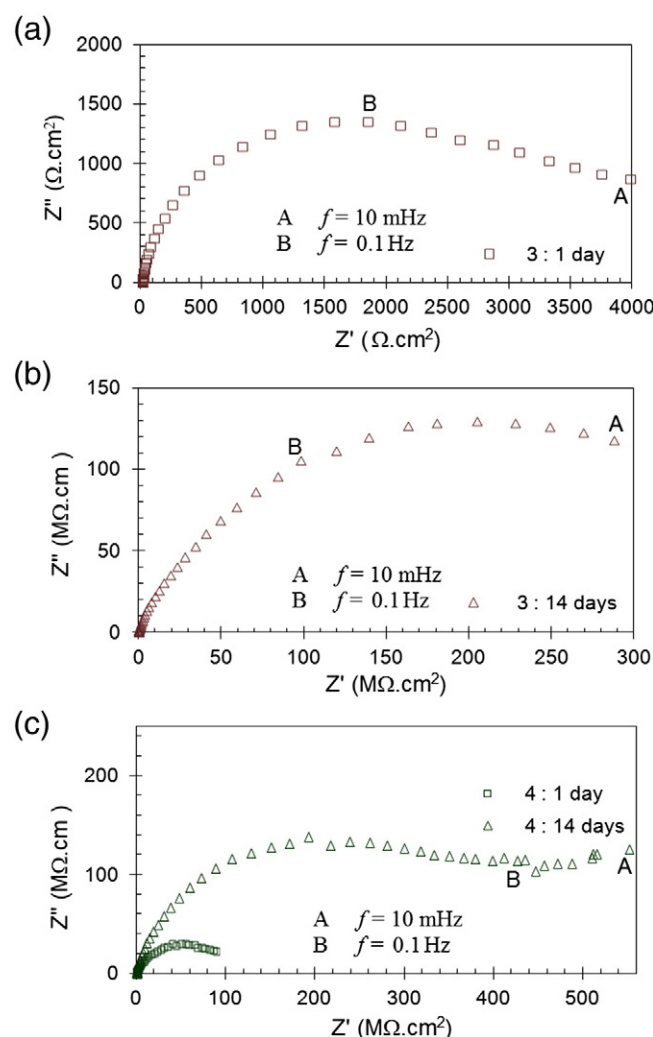 (a)
2000
1500
1000
500
0
Z" (Ω.cm²)
B
A
A f = 10 mHz
B f = 0.1 Hz
3 : 1 day
0 500 1000 1500 2000 2500 3000 3500 4000
Z' ( Ω.cm²)
(b)
150
100
50
0
Z" (MΩ.cm)
B
A
A f = 10 mHz
B f = 0.1 Hz
3 : 14 days
0 50 100 150 200 250 300
Z' (MΩ.cm²)
(c)
200
100
0
Z" (MΩ.cm)
4 : 1 day
4 : 14 days
B
A
A f = 10 mHz
B f = 0.1 Hz
0 100 200 300 400 500
Z' (MΩ.cm²)